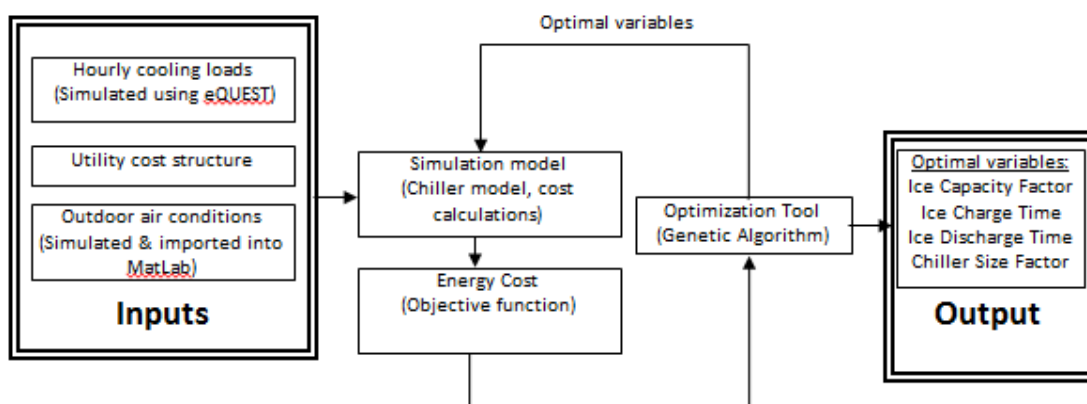 Optimal variables
Hourly cooling loads
(Simulated using eQUEST)
Utility cost structure
Outdoor air conditions
(Simulated & imported into
MatLab)
Inputs
Simulation model
(Chiller model, cost
calculations)
Energy Cost
(Objective function)
Optimization Tool
(Genetic Algorithm)
Optimal variables:
Ice Capacity Factor
Ice Charge Time
Ice Discharge Time
Chiller Size Factor
Output